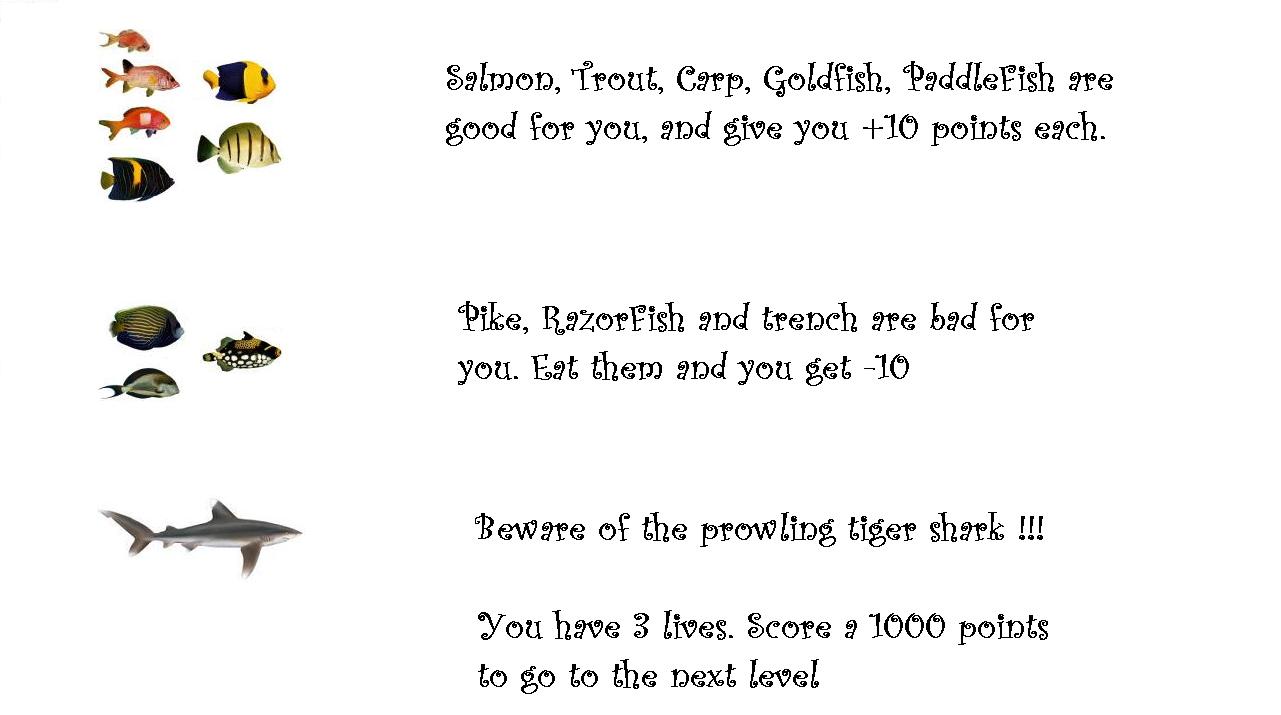 Salmon, Trout, Carp, Goldfish, PaddleFish are
good for you, and give you +10 points each.
Pike, RazorFish and trench are bad for
you. Eat them and you get -10
Beware of the prowling tiger shark !!!
You have 3 lives. Score a 1000 points
to go to the next level